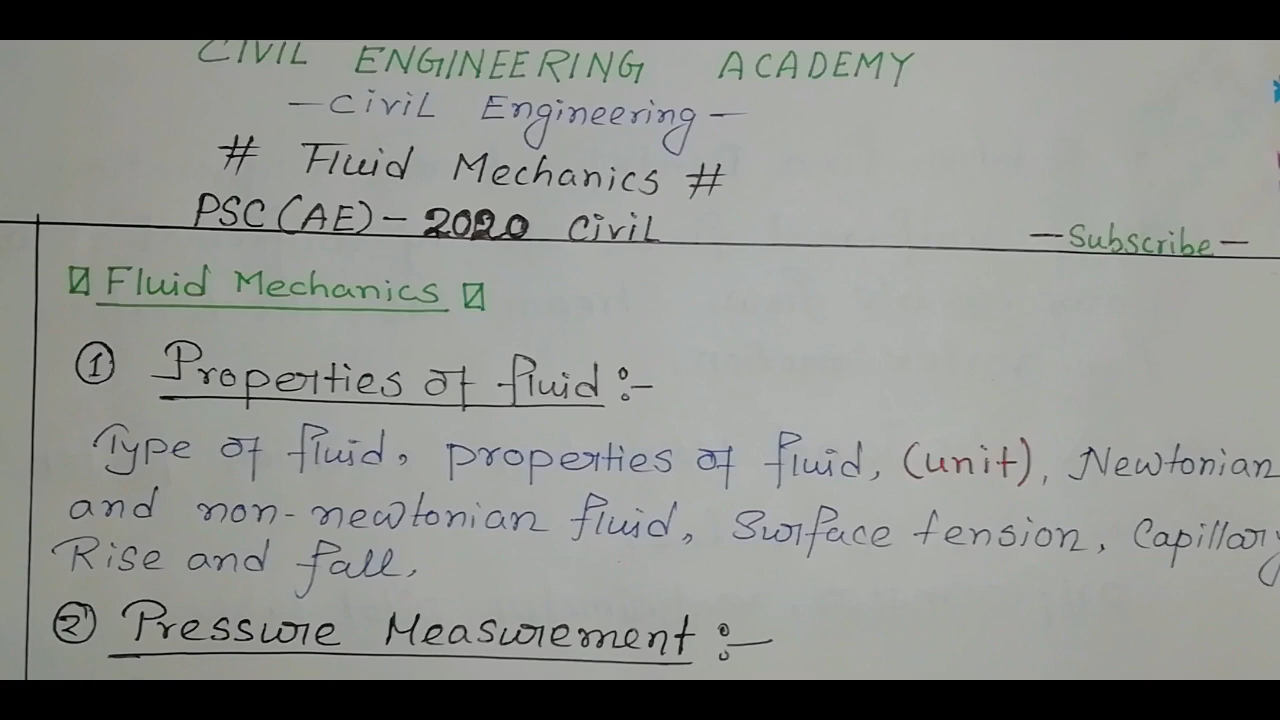 CIVIL ENGINEERING ACADEMY
-Civil Engineering-
# Fluid Mechanics #
PSC(AE)-2020 Civil
-Subscribe-
Fluid Mechanics
① Properties of fluid:-
Type of fluid, properties of fluid, (unit), Newtonian
and non-newtonian fluid, Surface tension, Capillary
Rise and fall,
② Pressure Measurement:-